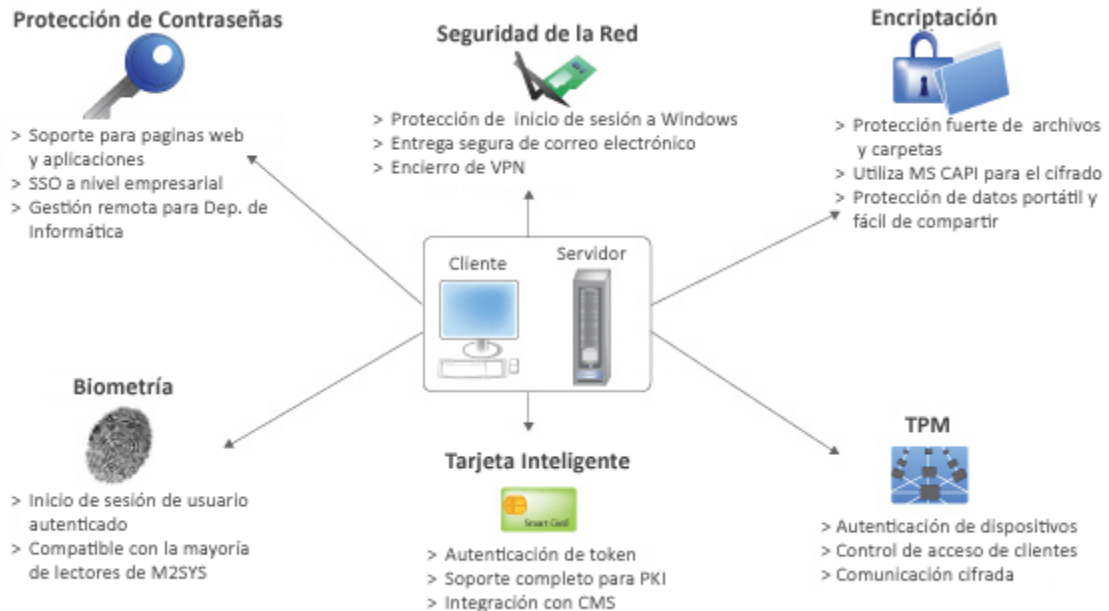 Protección de Contraseñas
> Soporte para paginas web
y aplicaciones
> SSO a nivel empresarial
> Gestión remota para Dep. de
Informática
Seguridad de la Red
> Protección de inicio de sesión a Windows
> Entrega segura de correo electrónico
> Encierro de VPN
Encriptación
> Protección fuerte de archivos
y carpetas
> Utiliza MS CAPI para el cifrado
> Protección de datos portátil y
fácil de compartir
Cliente
Servidor
Biometría
> Inicio de sesión de usuario
autenticado
> Compatible con la mayoría
de lectores de M2SYS
Tarjeta Inteligente
Smart Card
> Autenticación de token
> Soporte completo para PKI
> Integración con CMS
TPM
> Autenticación de dispositivos
> Control de acceso de clientes
> Comunicación cifrada